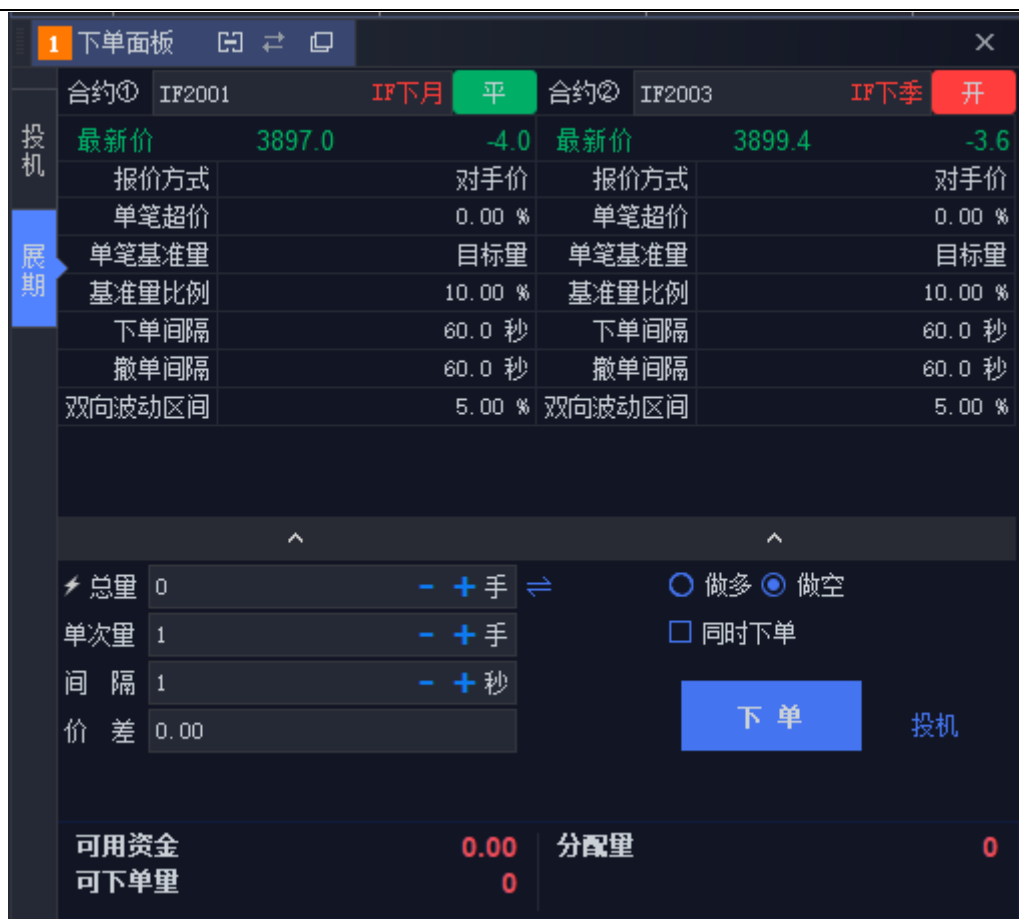 1 下单面板
合约① IF2001 IF下月 平 合约② IF2003 IF下季 开
最新价 3897.0 -4.0 最新价 3899.4 -3.6
报价方式 对手价 报价方式 对手价
单笔超价 0.00 % 单笔超价 0.00 %
单笔基准量 目标量 单笔基准量 目标量
基准量比例 10.00 % 基准量比例 10.00 %
下单间隔 60.0 秒 下单间隔 60.0 秒
撤单间隔 60.0 秒 撤单间隔 60.0 秒
双向波动区间 5.00 % 双向波动区间 5.00 %
投机
展期
总量 0 - + 手 做多 做空
单次量 1 - + 手 同时下单
间 隔 1 - + 秒
价 差 0.00
下 单 投机
可用资金 0.00 分配量 0
可下单量 0